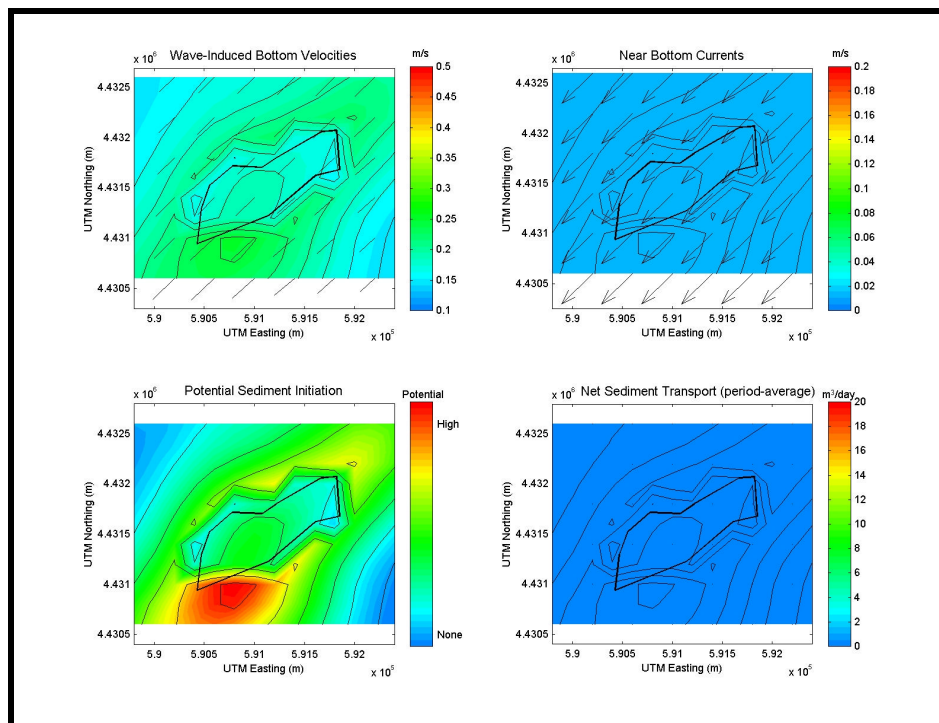 Wave-Induced Bottom Velocities
x 10^6
m/s
UTM Northing (m)
4.4325
4.432
4.4315
4.431
4.4305
5.9
5.905
5.91
5.915
5.92
UTM Easting (m)
x 10^5
0.5
0.45
0.4
0.35
0.3
0.25
0.2
0.15
0.1
Near Bottom Currents
x 10^6
m/s
UTM Northing (m)
4.4325
4.432
4.4315
4.431
4.4305
5.9
5.905
5.91
5.915
5.92
UTM Easting (m)
x 10^5
0.2
0.18
0.16
0.14
0.12
0.1
0.08
0.06
0.04
0.02
0
Potential Sediment Initiation
x 10^6
Potential
UTM Northing (m)
4.4325
4.432
4.4315
4.431
4.4305
5.9
5.905
5.91
5.915
5.92
UTM Easting (m)
x 10^5
High
None
Net Sediment Transport (period-average)
x 10^6
m^3/day
UTM Northing (m)
4.4325
4.432
4.4315
4.431
4.4305
5.9
5.905
5.91
5.915
5.92
UTM Easting (m)
x 10^5
20
18
16
14
12
10
8
6
4
3
2
0